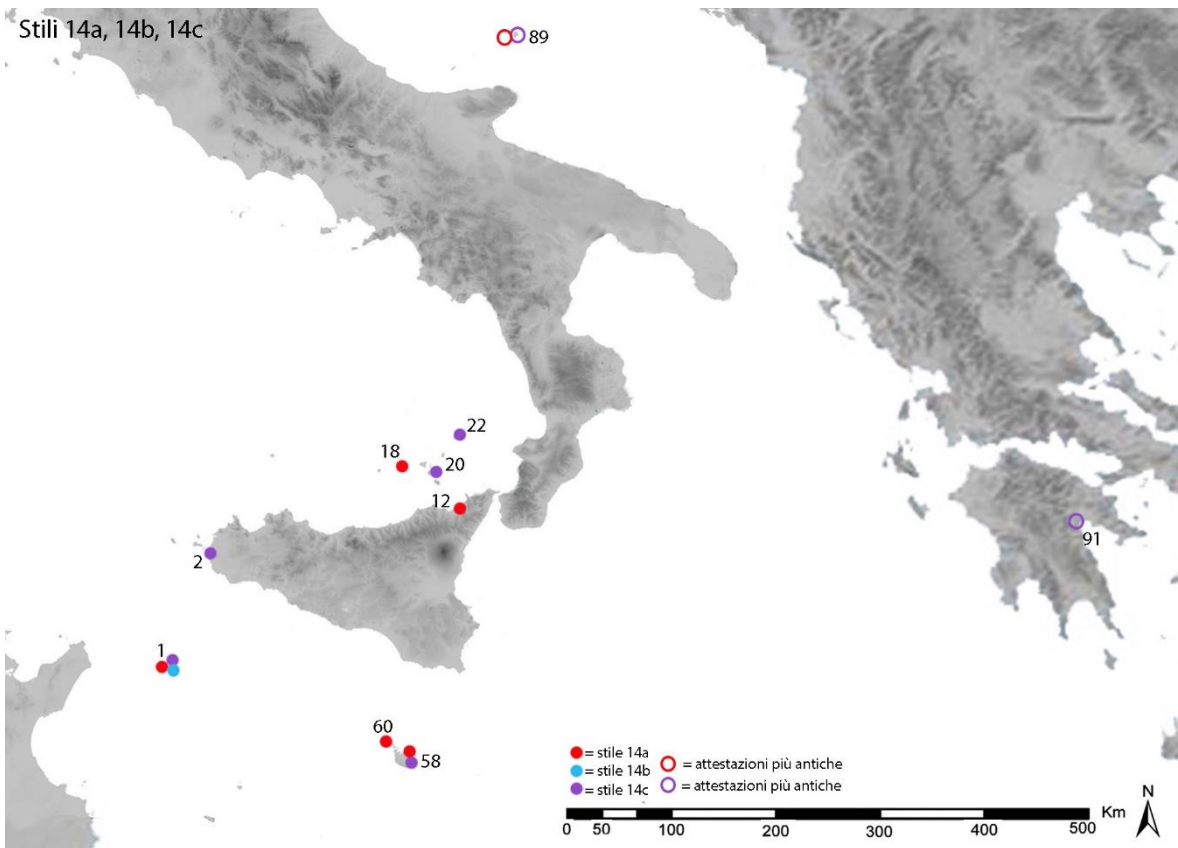 Stili 14a, 14b, 14c
89
22
18
20
12
2
91
1
60
58
= stile 14a
= stile 14b
= stile 14c
= attestazioni più antiche
= attestazioni più antiche
N
Km
0 50 100 200 300 400 500